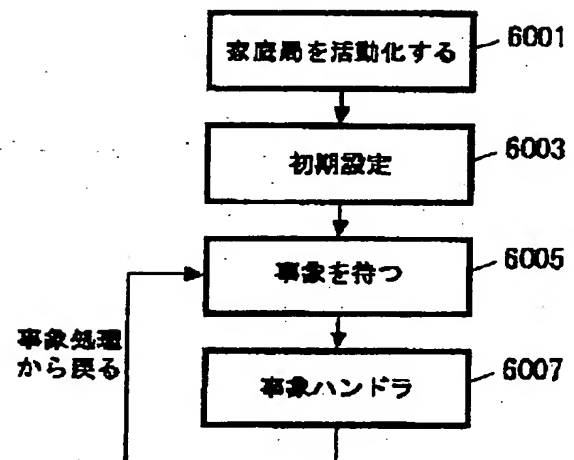 家庭局を活動化する
6001
初期設定
6003
事象を待つ
6005
事象処理
から戻る
事象ハンドラ
6007